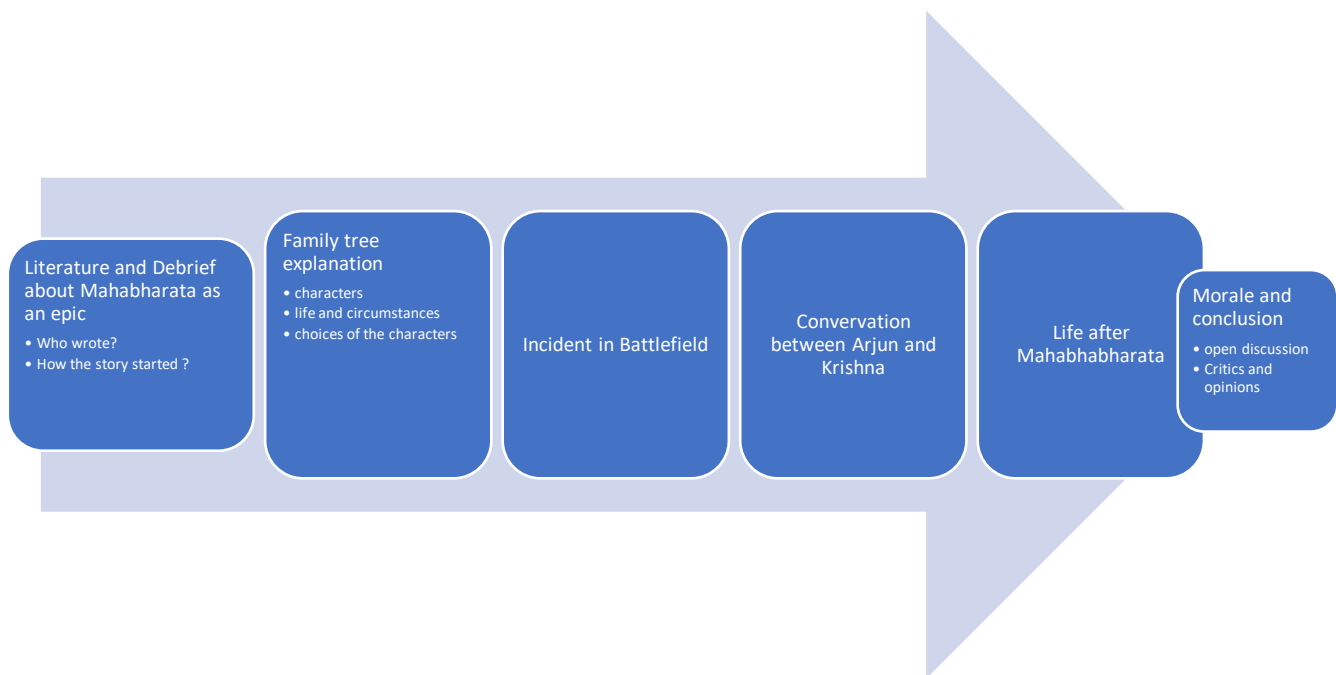 Literature and Debrief
about Mahabharata as
an epic
• Who wrote?
• How the story started ?
Family tree
explanation
• characters
• life and circumstances
• choices of the characters
Incident in Battlefield
Convervation
between Arjun and
Krishna
Life after
Mahabhabharata
Morale and
conclusion
• open discussion
• Critics and
opinions